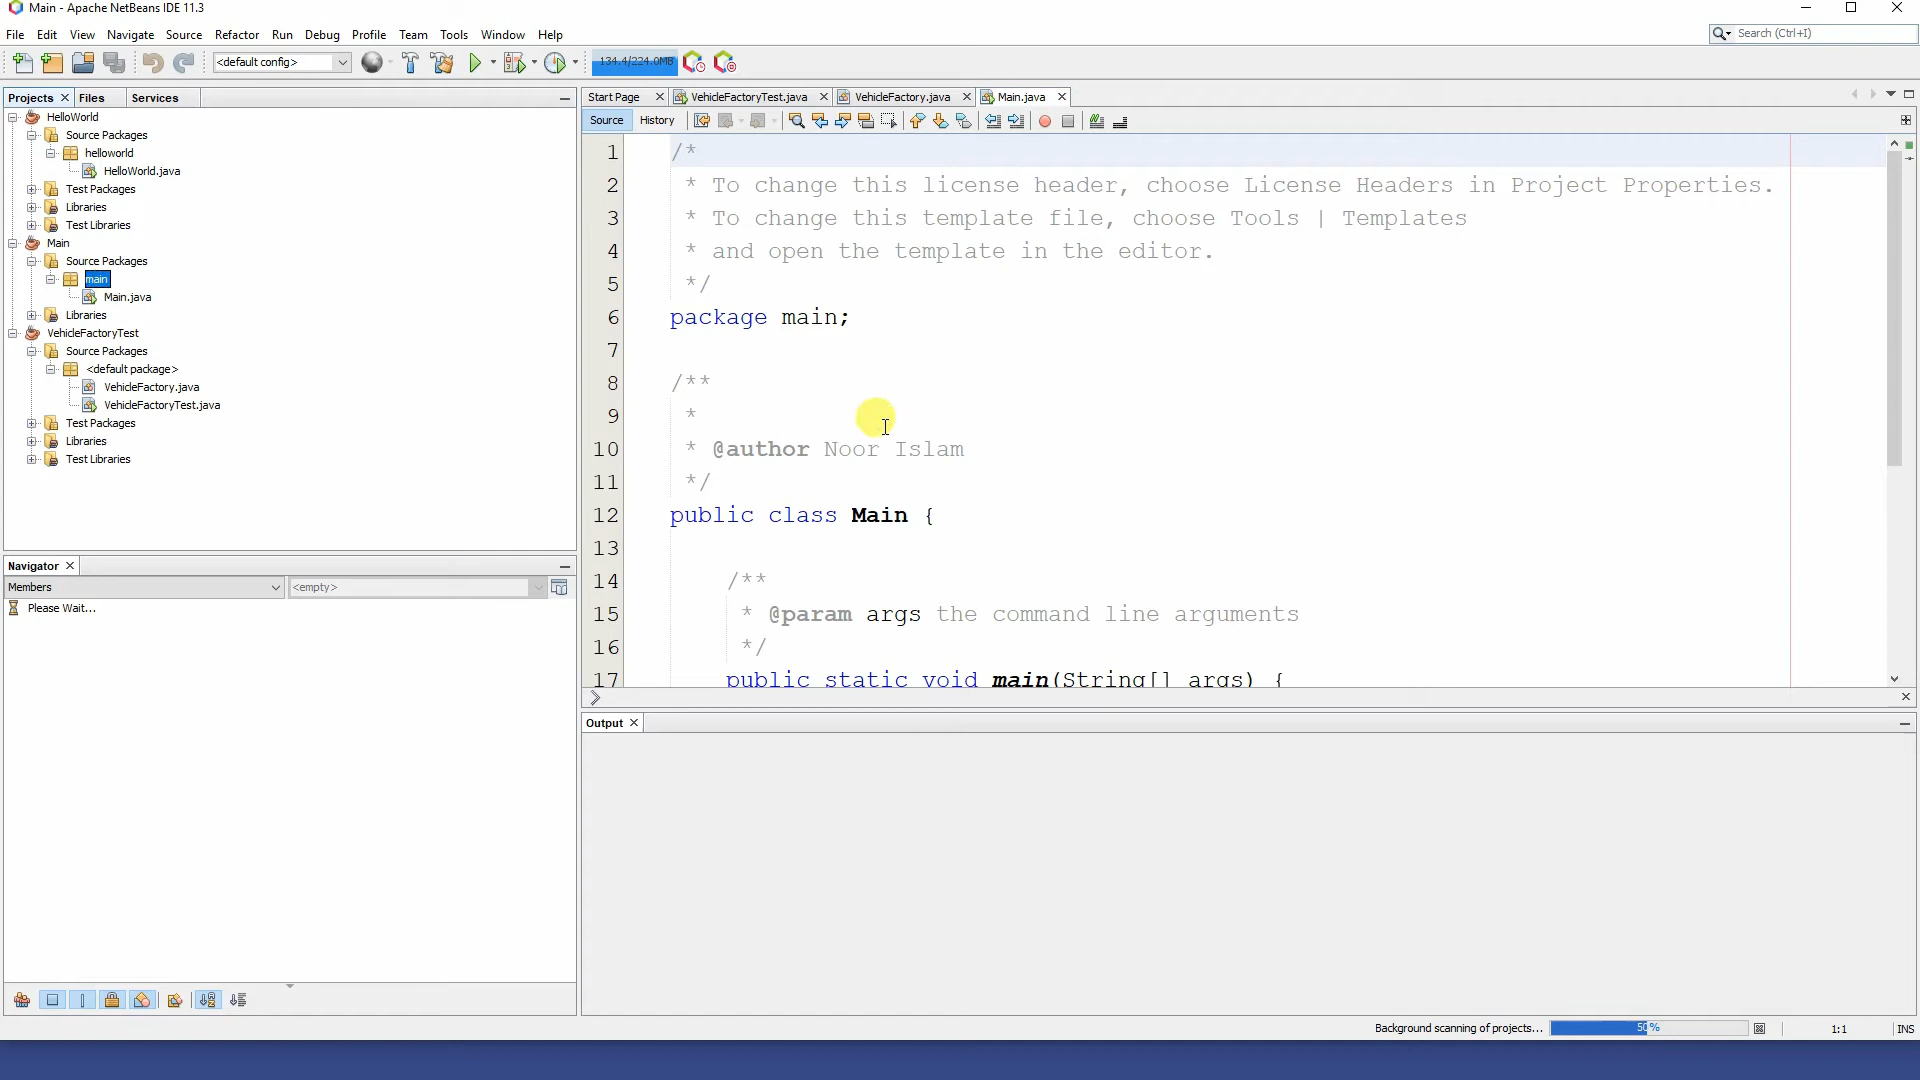 Main - Apache NetBeans IDE 11.3
File Edit View Navigate Source Refactor Run Debug Profile Team Tools Window Help
Search (Ctrl+I)
<default config>
134.4/224.0MB
Projects Files Services
HelloWorld
Source Packages
helloworld
HelloWorld.java
Test Packages
Libraries
Test Libraries
Main
Source Packages
main
Main.java
Libraries
VehicleFactoryTest
Source Packages
<default package>
VehicleFactory.java
VehicleFactoryTest.java
Test Packages
Libraries
Test Libraries
Navigator
Members <empty>
Please Wait...
Start Page VehicleFactoryTest.java VehicleFactory.java Main.java
Source History
1 /*
2 * To change this license header, choose License Headers in Project Properties.
3 * To change this template file, choose Tools | Templates
4 * and open the template in the editor.
5 */
6 package main;
7
8 /**
9 *
10 * @author Noor Islam
11 */
12 public class Main {
13
14 /**
15 * @param args the command line arguments
16 */
17 public static void main(String[] args) {
Output
Background scanning of projects... 50% 1:1 INS